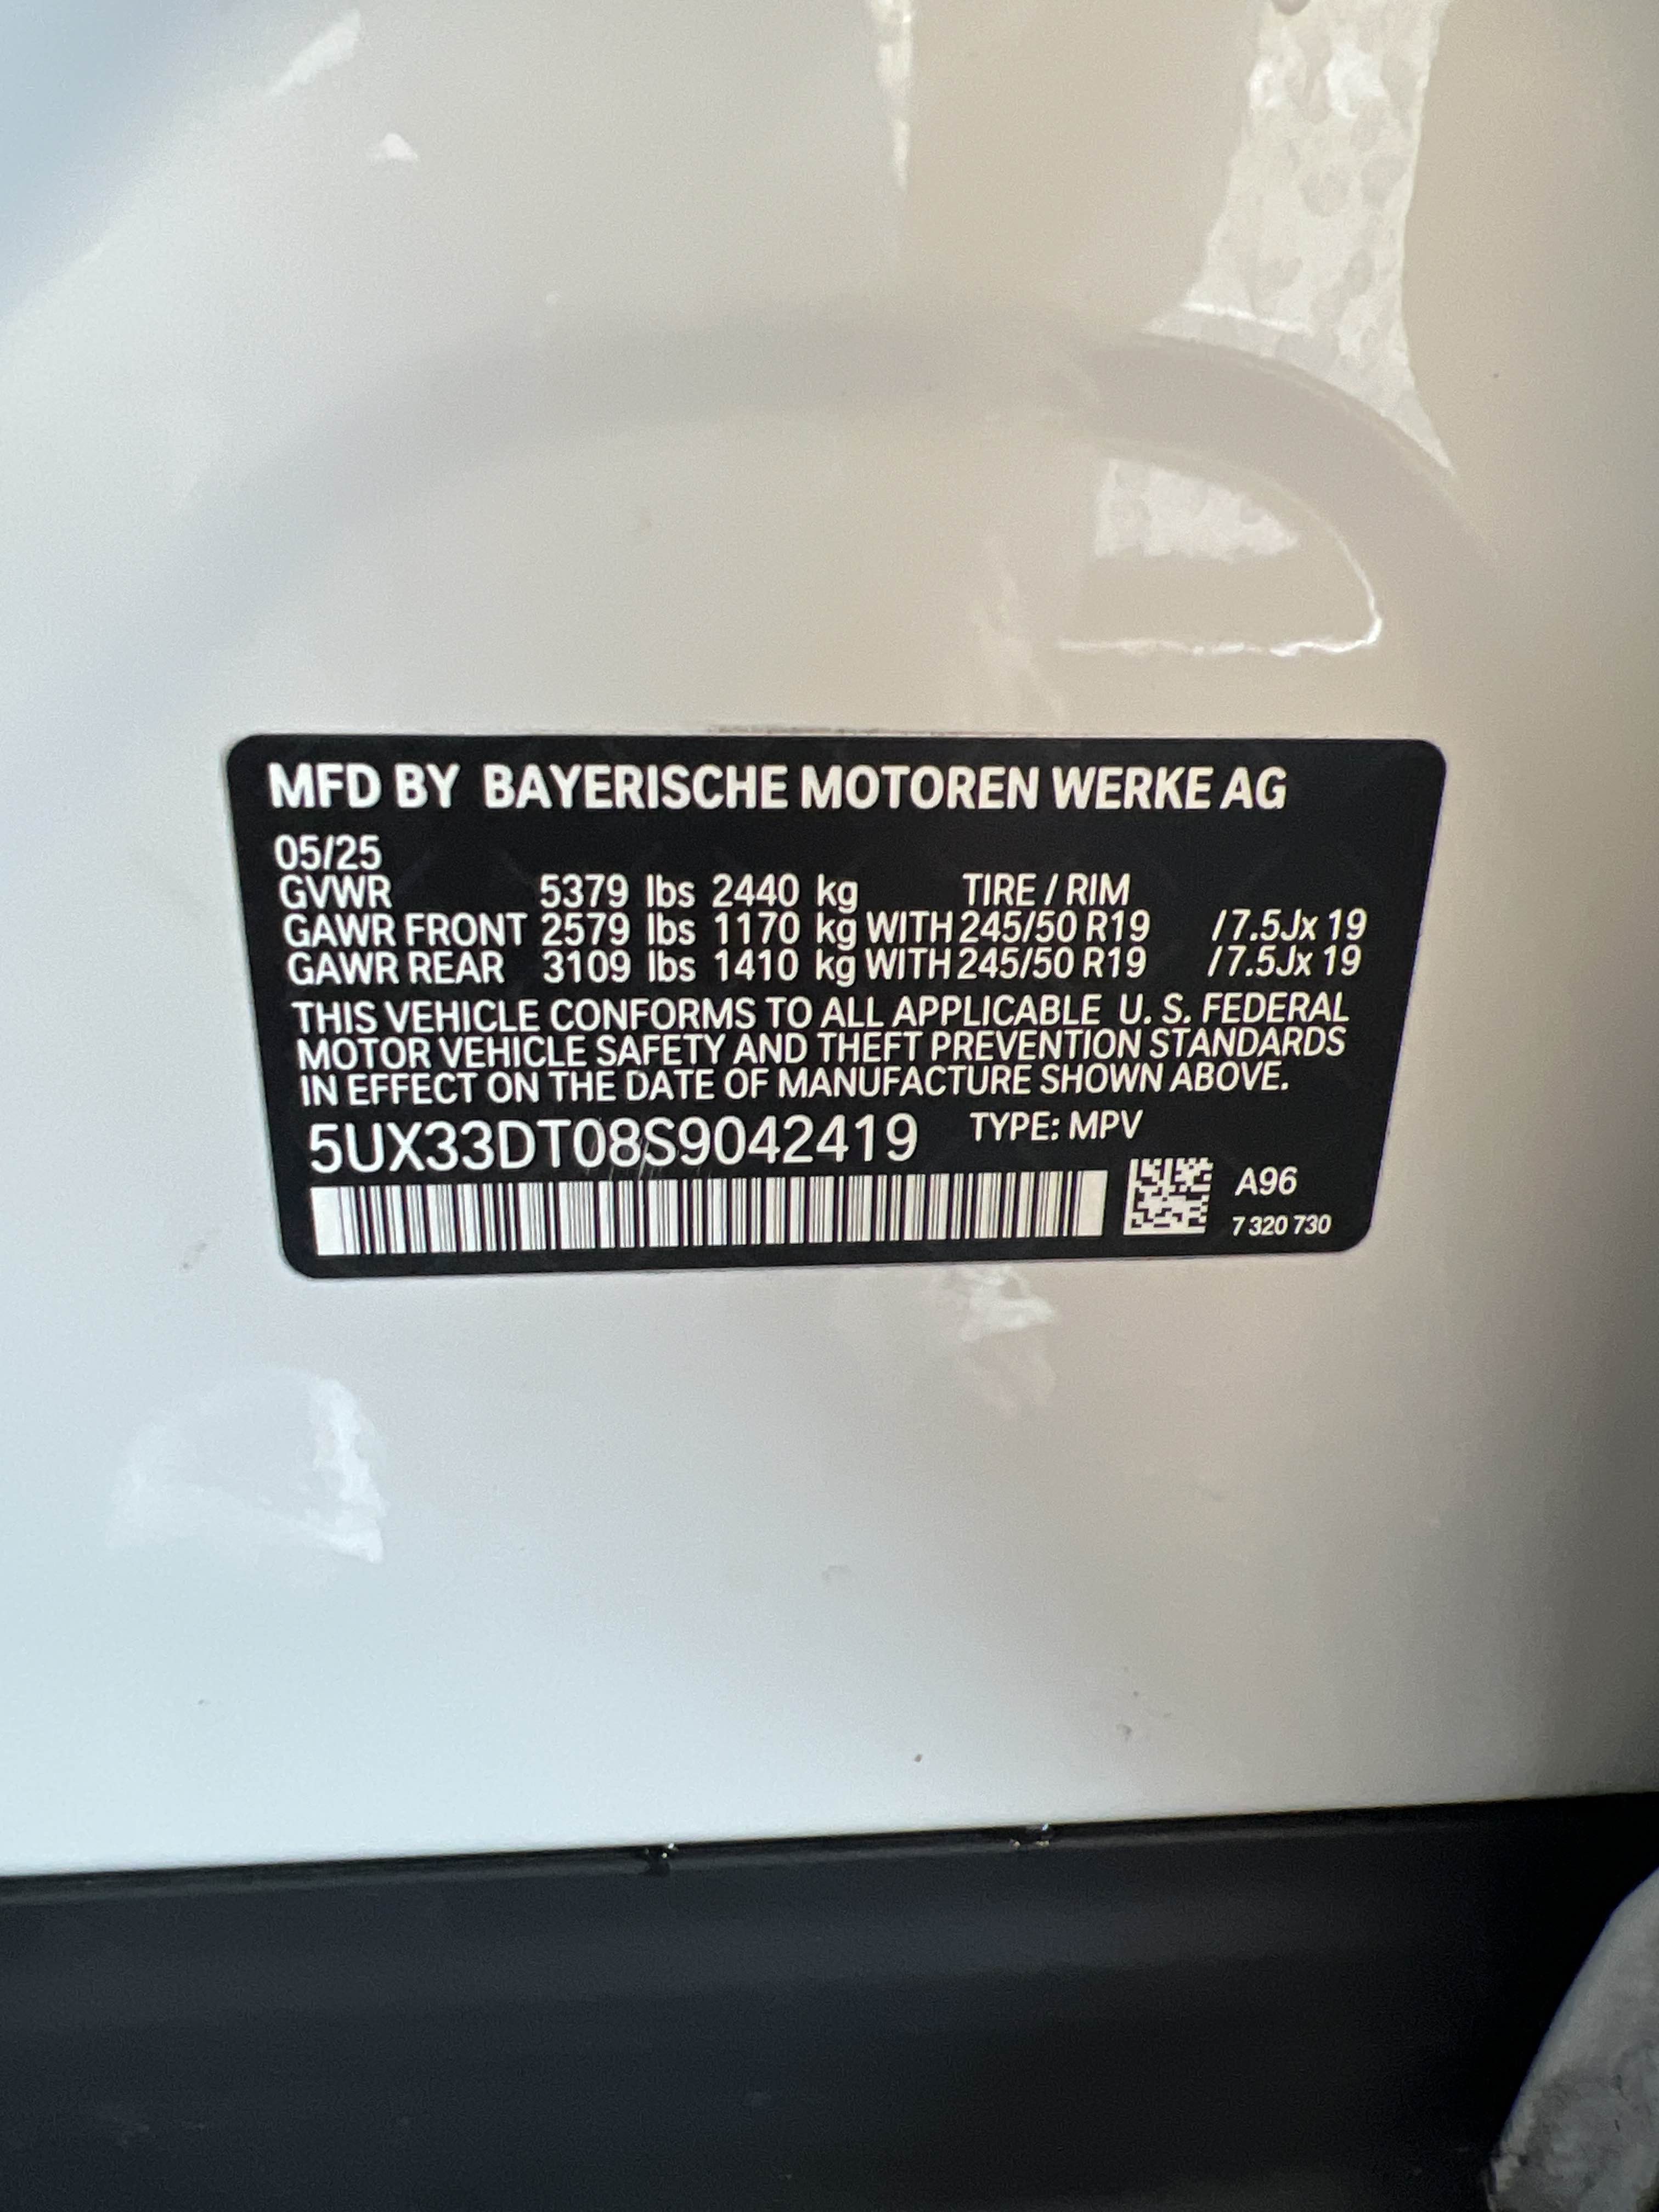 MFD BY BAYERISCHE MOTOREN WERKE AG
05/25
GVWR 5379 lbs 2440 kg TIRE / RIM
GAWR FRONT 2579 lbs 1170 kg WITH 245/50 R19 /7.5Jx 19
GAWR REAR 3109 lbs 1410 kg WITH 245/50 R19 /7.5Jx 19
THIS VEHICLE CONFORMS TO ALL APPLICABLE U. S. FEDERAL
MOTOR VEHICLE SAFETY AND THEFT PREVENTION STANDARDS
IN EFFECT ON THE DATE OF MANUFACTURE SHOWN ABOVE.
5UX33DT08S9042419 TYPE: MPV
A96
7 320 730